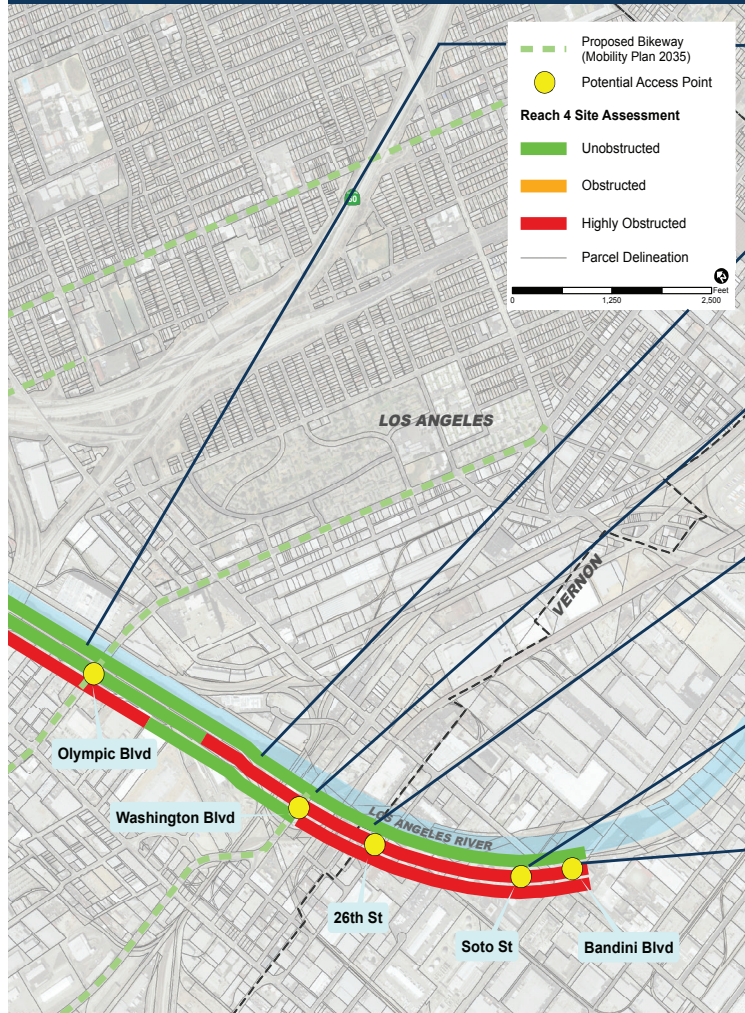 Proposed Bikeway
(Mobility Plan 2035)
Potential Access Point
Reach 4 Site Assessment
Unobstructed
Obstructed
Highly Obstructed
Parcel Delineation
Feet
0 1,250 2,500
60
LOS ANGELES
VERNON
Olympic Blvd
Washington Blvd
LOS ANGELES RIVER
26th St
Soto St
Bandini Blvd